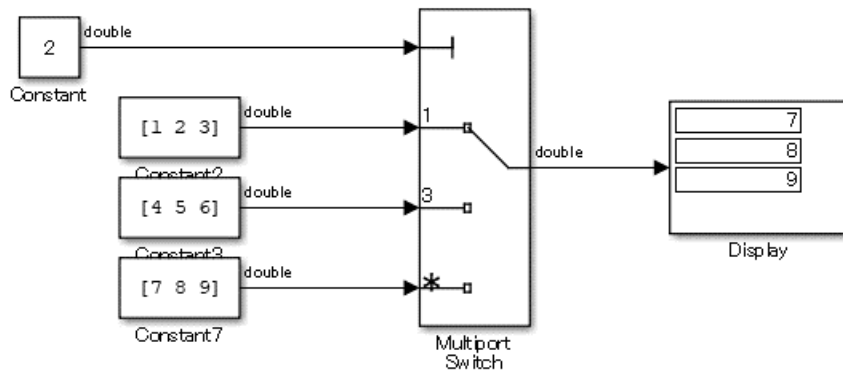 double
2
Constant
1
[1 2 3]
double
Constant2
3
[4 5 6]
double
Constant3
*
[7 8 9]
double
Constant7
Multiport
Switch
double
7
8
9
Display